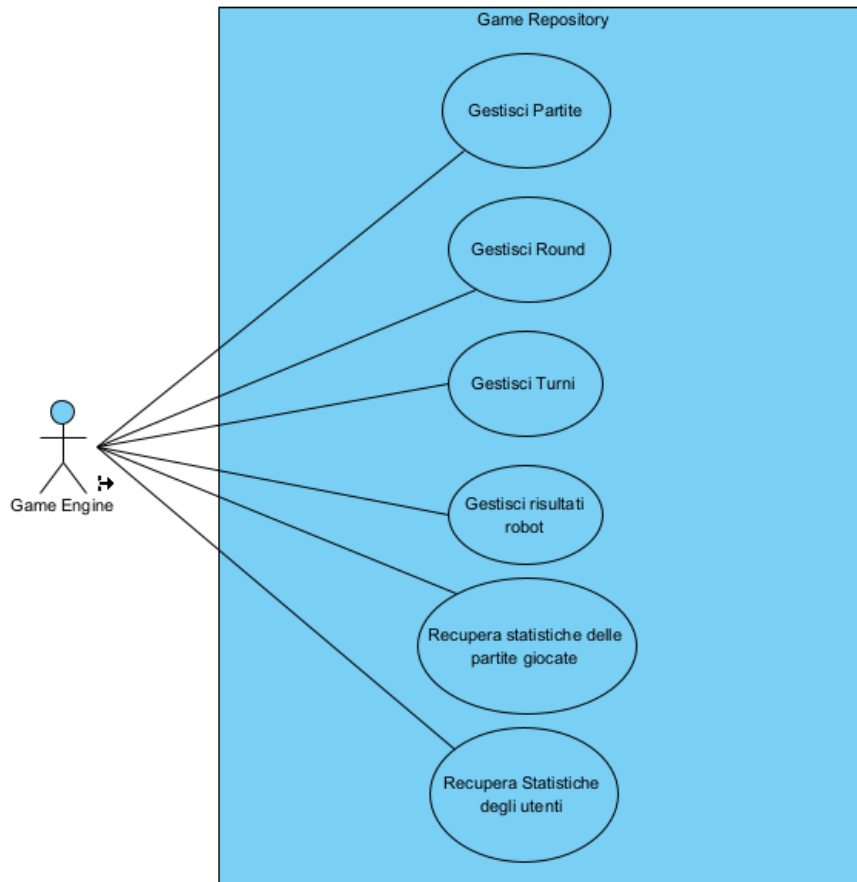 Game Repository
Gestisci Partite
Gestisci Round
Gestisci Turni
Game Engine
Gestisci risultati
robot
Recupera statistiche delle
partite giocate
Recupera Statistiche
degli utenti